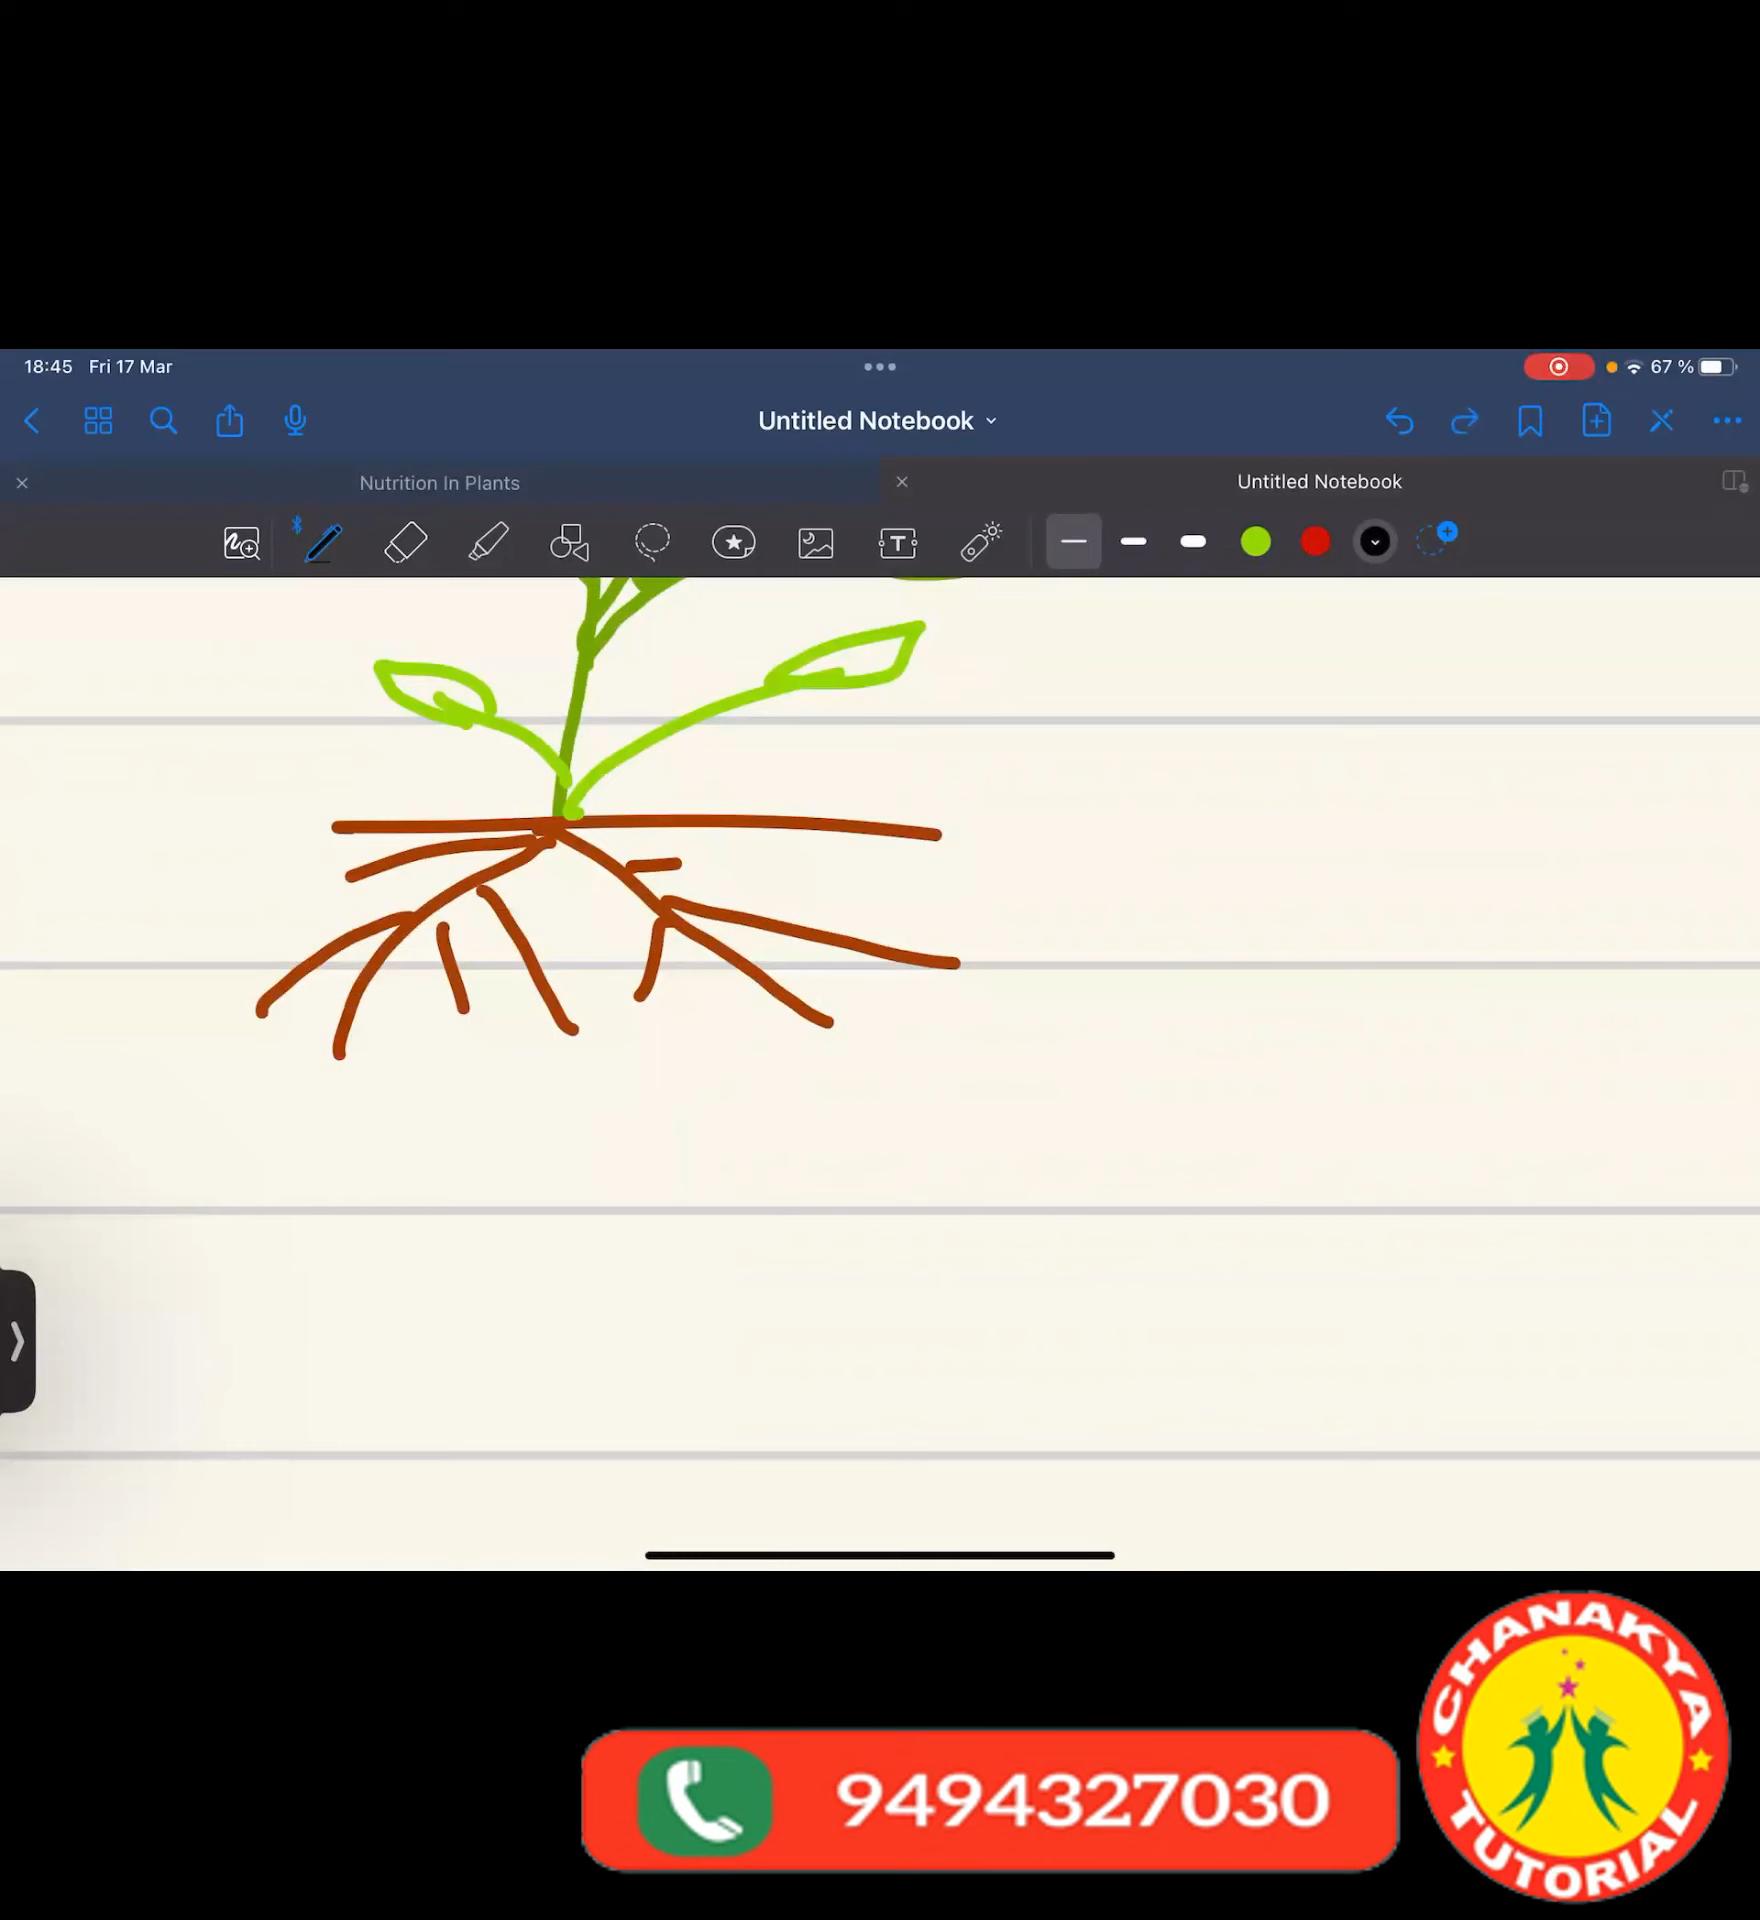 18:45 Fri 17 Mar
67 %
Untitled Notebook
Nutrition In Plants
Untitled Notebook
T
9494327030
CHANAKYA
TUTORIAL